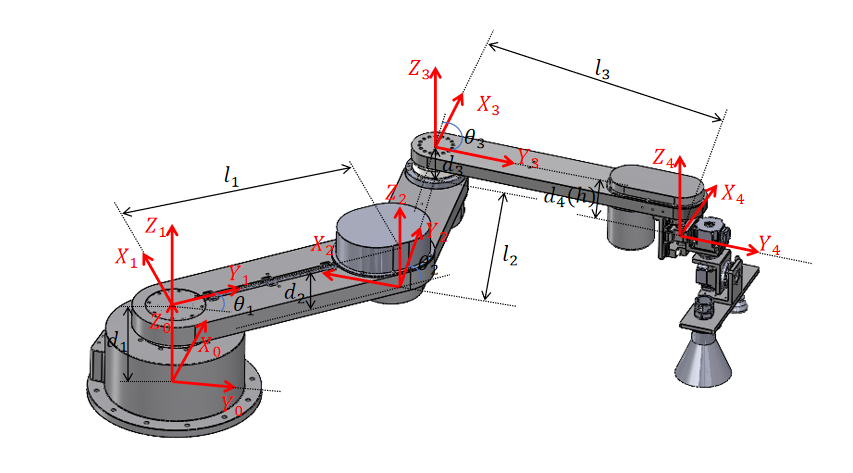 Z₃
l₃
X₃
θ₃
Y₃
d₃
l₁
Z₄
X₄
d₄(h)
Y₄
Z₂
Y₂
X₂
θ₂
l₂
Z₁
X₁
Y₁
d₂
θ₁
Z₀
X₀
d₁
Y₀